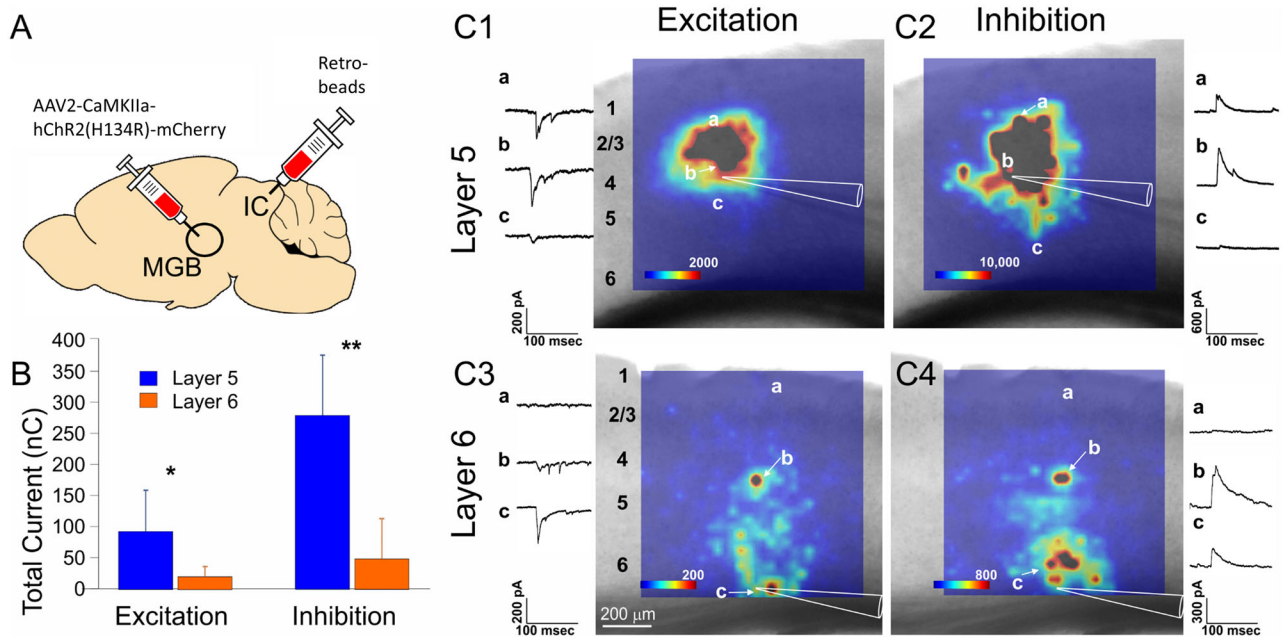 A
Retro-
beads
AAV2-CaMKIIa-
hChR2(H134R)-mCherry
IC
MGB
B
Total Current (nC)
400
350
300
250
200
150
100
50
0
Layer 5
Layer 6
*
**
Excitation
Inhibition
C1
Excitation
Layer 5
a
b
c
200 pA
100 msec
1
2/3
4
5
6
a
b
c
2000
C2
Inhibition
a
b
c
10,000
a
b
c
600 pA
100 msec
C3
Layer 6
a
b
c
200 pA
100 msec
1
2/3
4
5
6
a
b
c
200
200 µm
C4
a
b
c
800
a
b
c
300 pA
100 msec